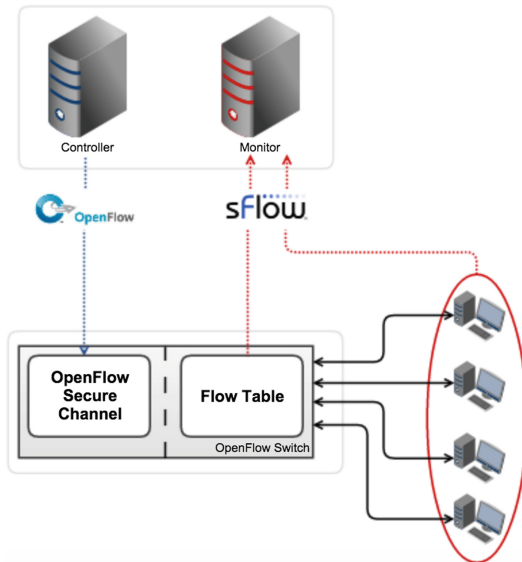 Controller
Monitor
OpenFlow
sFlow
OpenFlow
Secure
Channel
Flow Table
OpenFlow Switch